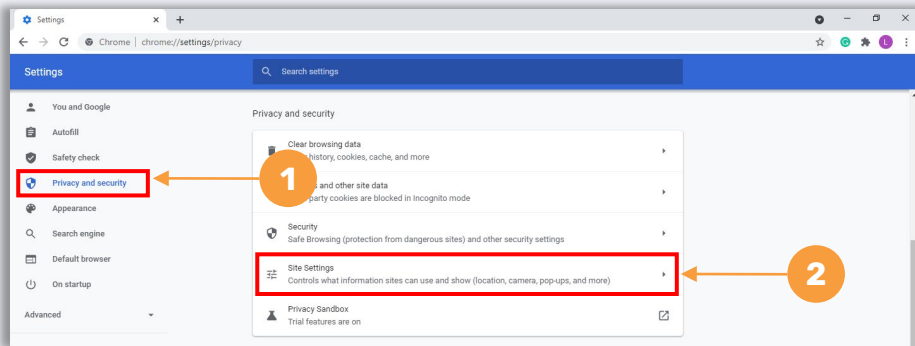 Settings
Chrome | chrome://settings/privacy
G
L
Settings
Search settings
You and Google
Autofill
Safety check
Privacy and security
Appearance
Search engine
Default browser
On startup
Advanced
Privacy and security
Clear browsing data
history, cookies, cache, and more
1
and other site data
party cookies are blocked in Incognito mode
Security
Safe Browsing (protection from dangerous sites) and other security settings
Site Settings
Controls what information sites can use and show (location, camera, pop-ups, and more)
2
Privacy Sandbox
Trial features are on